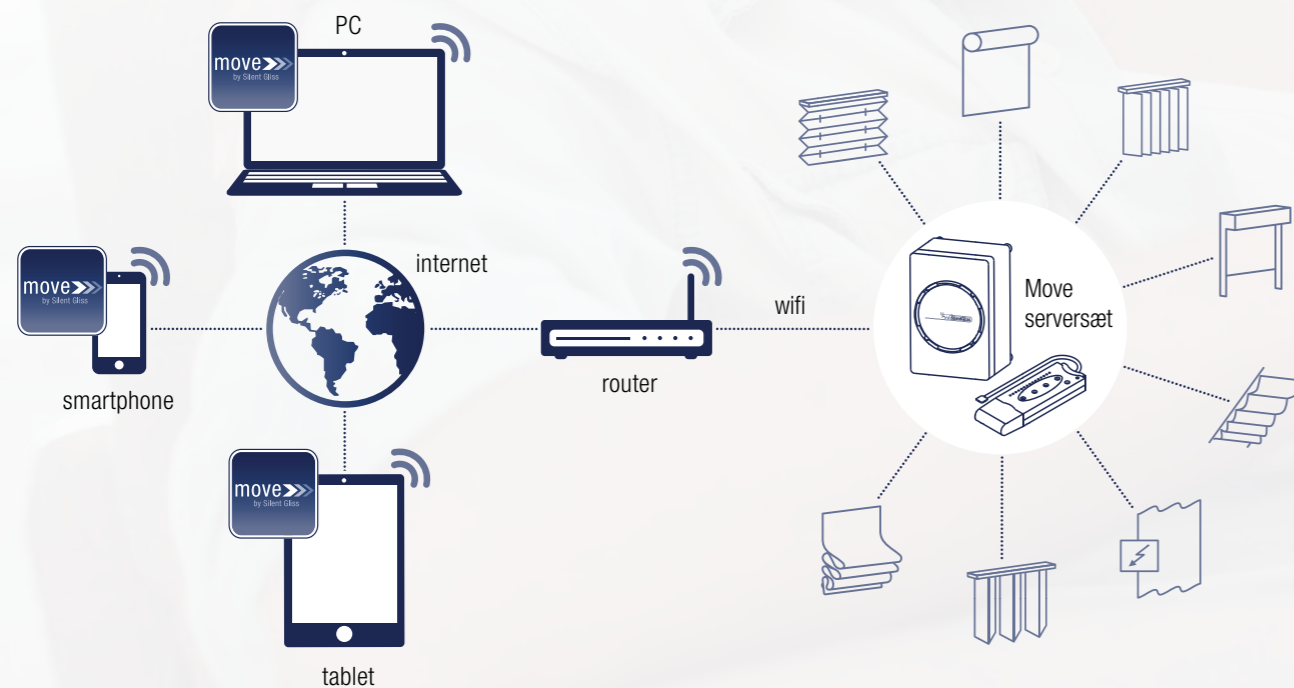 PC
move
by Silent Gliss
internet
move
by Silent Gliss
smartphone
router
wifi
Move
serversæt
move
by Silent Gliss
tablet